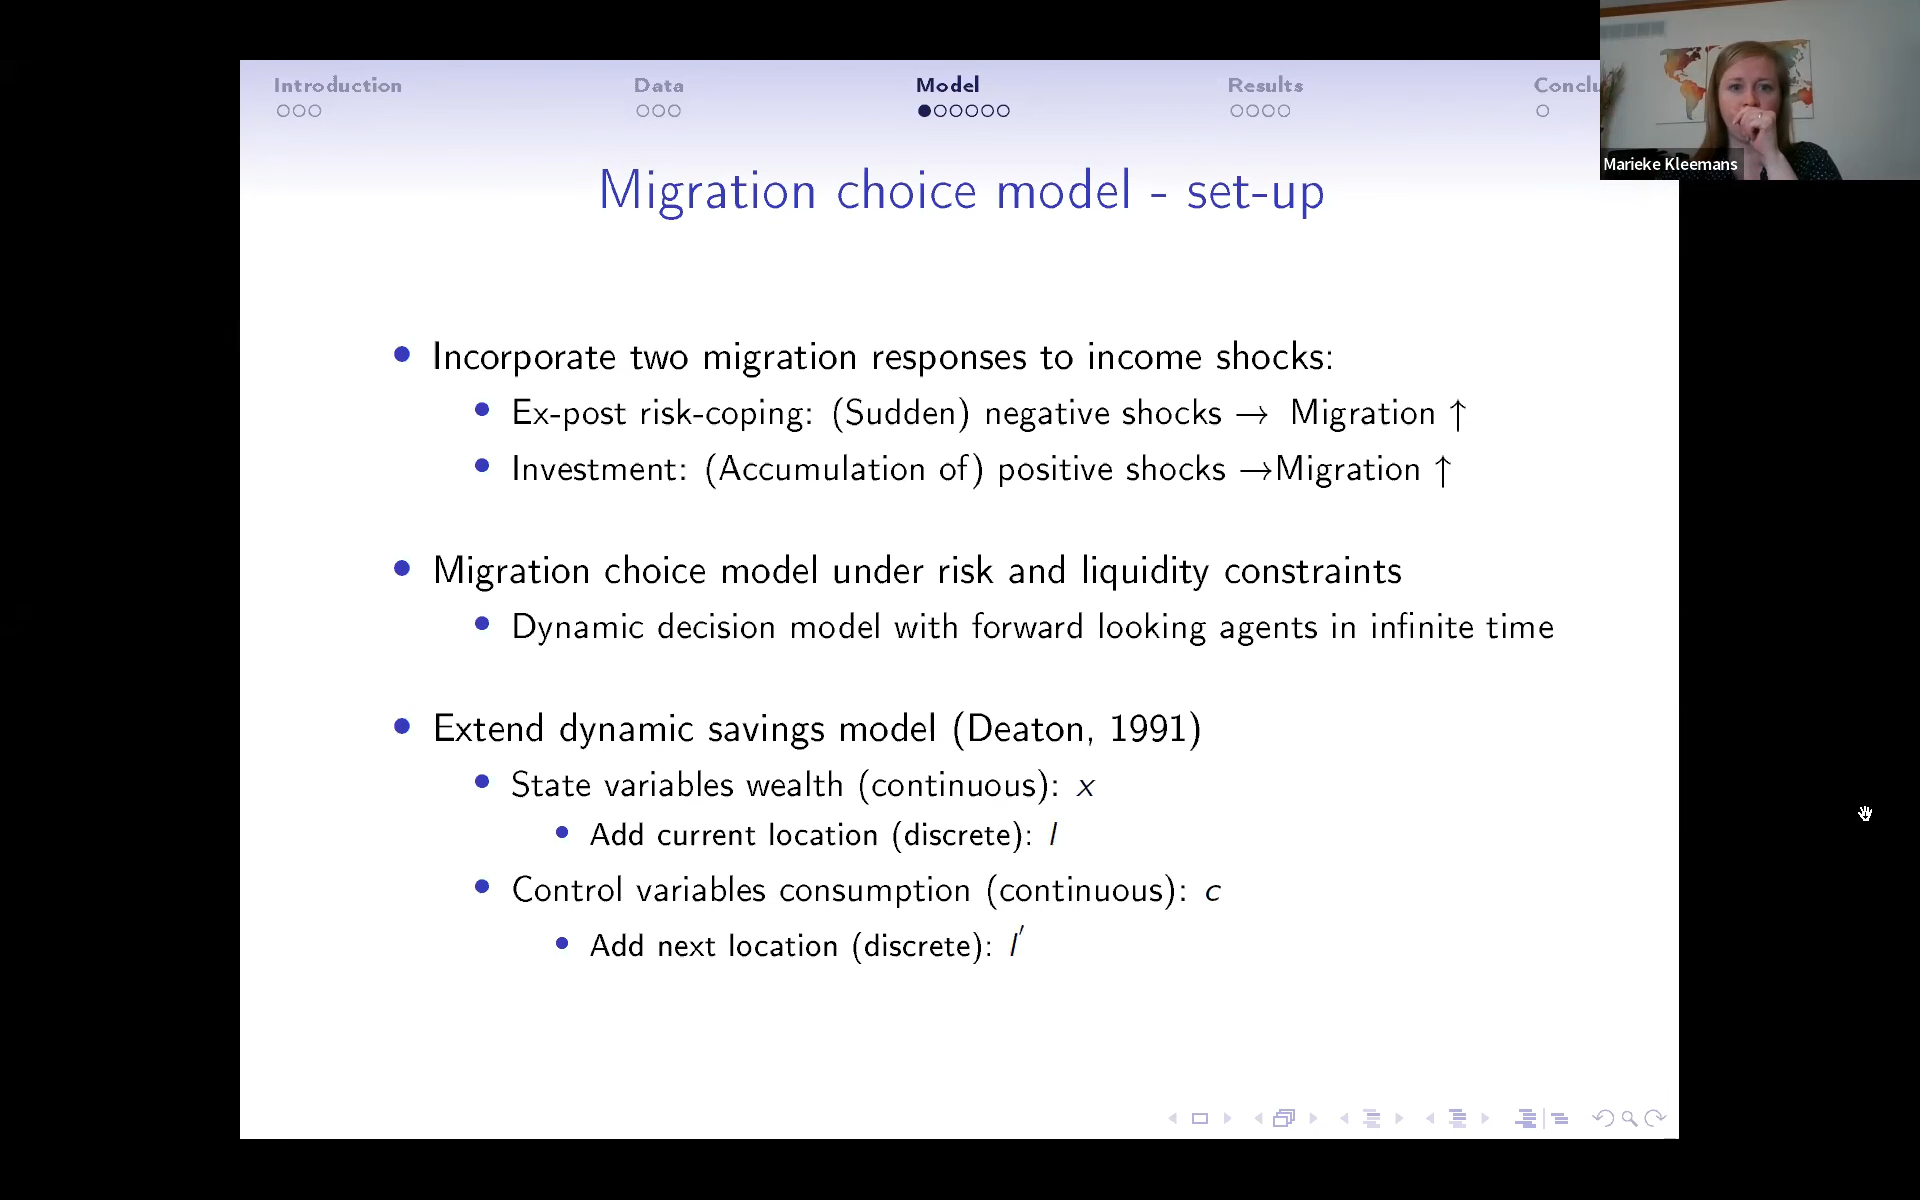 Introduction Data Model Results Conclu
Marieke Kleemans
Migration choice model - set-up
Incorporate two migration responses to income shocks:
Ex-post risk-coping: (Sudden) negative shocks → Migration ↑
Investment: (Accumulation of) positive shocks →Migration ↑
Migration choice model under risk and liquidity constraints
Dynamic decision model with forward looking agents in infinite time
Extend dynamic savings model (Deaton, 1991)
State variables wealth (continuous): x
Add current location (discrete): l
Control variables consumption (continuous): c
Add next location (discrete): l′